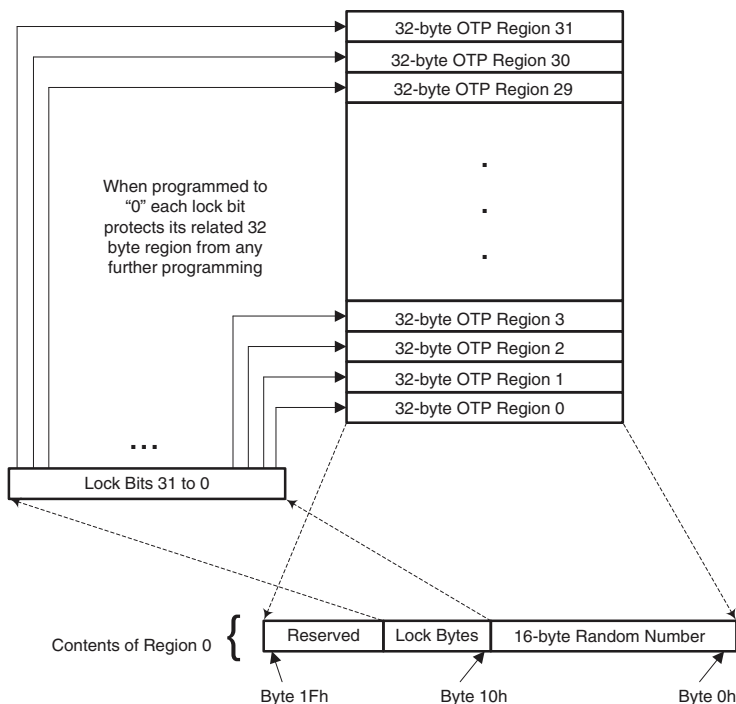 32-byte OTP Region 31
32-byte OTP Region 30
32-byte OTP Region 29
.
.
.
When programmed to
“0” each lock bit
protects its related 32
byte region from any
further programming
32-byte OTP Region 3
32-byte OTP Region 2
32-byte OTP Region 1
32-byte OTP Region 0
...
Lock Bits 31 to 0
Contents of Region 0 {
Reserved
Lock Bytes
16-byte Random Number
Byte 1Fh
Byte 10h
Byte 0h